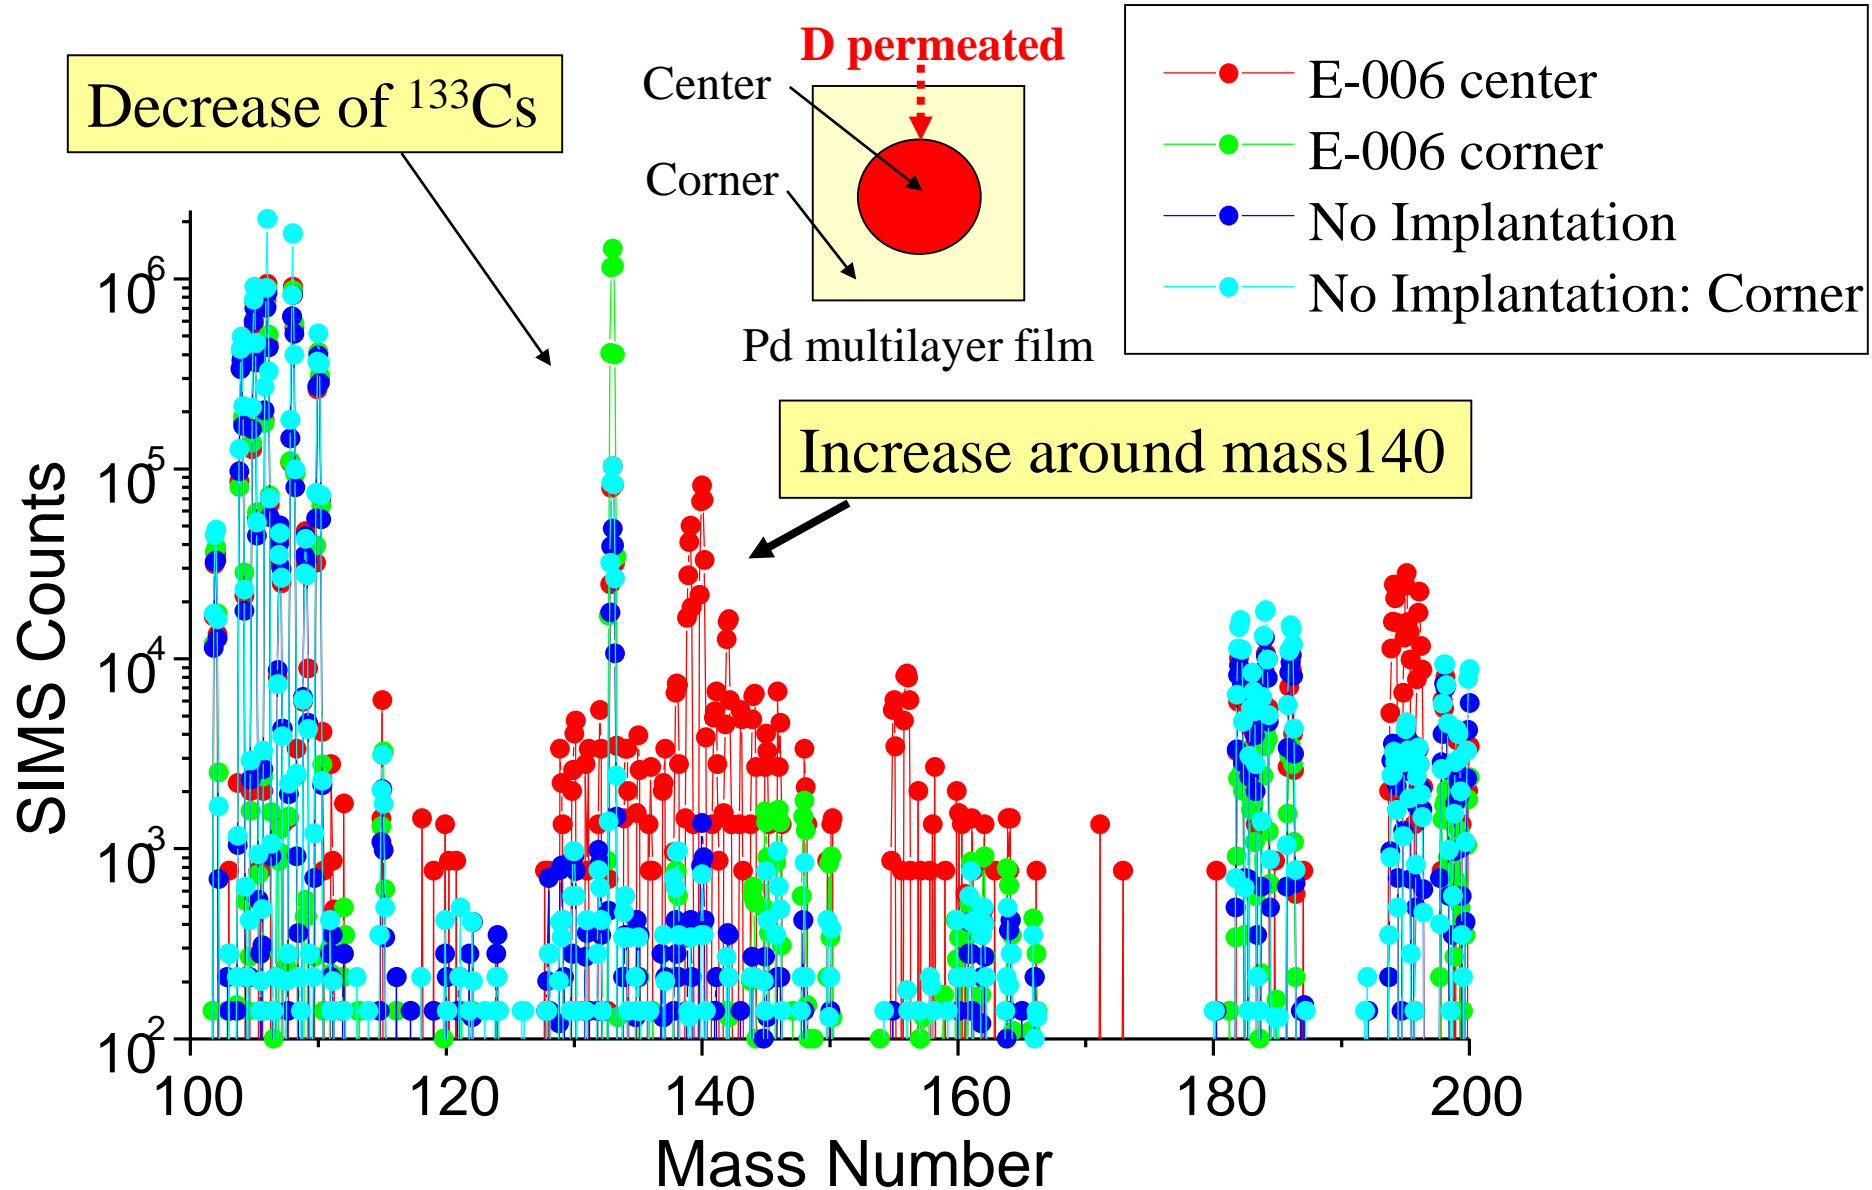 D permeated
Center
Corner
Pd multilayer film
Decrease of ¹³³Cs
Increase around mass140
E-006 center
E-006 corner
No Implantation
No Implantation: Corner
SIMS Counts
10⁶
10⁵
10⁴
10³
10²
100 120 140 160 180 200
Mass Number